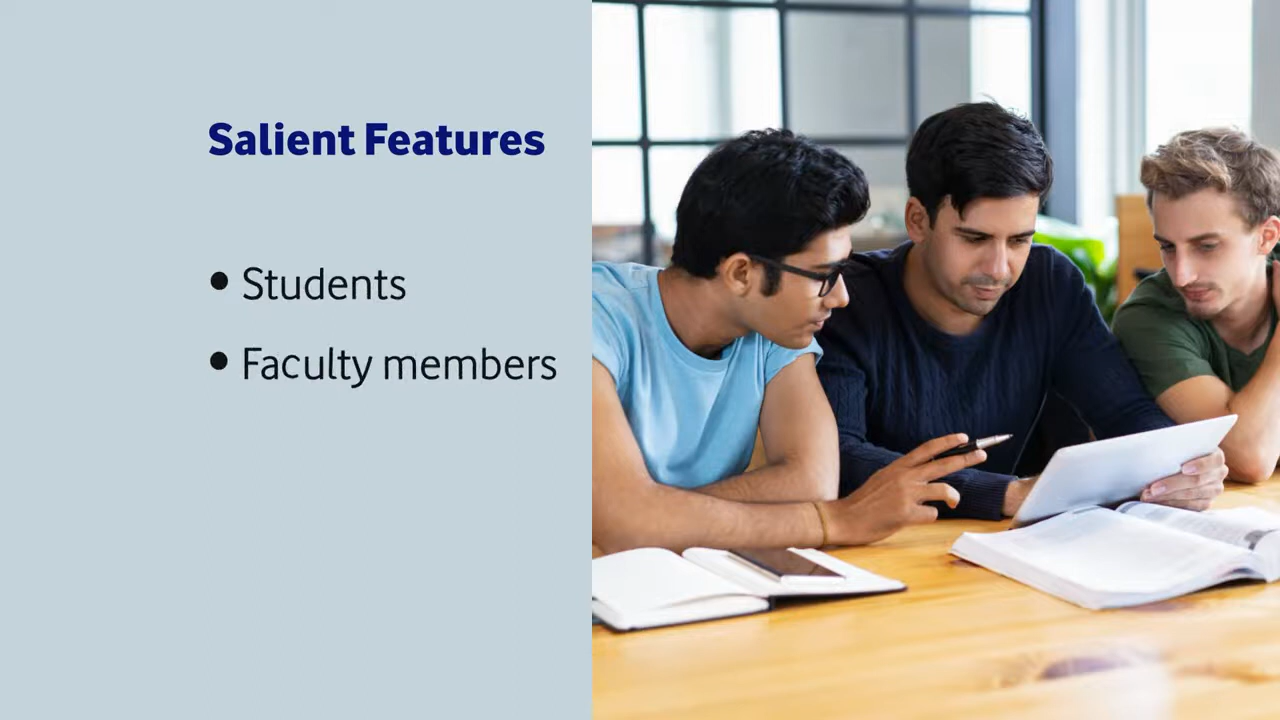 Salient Features
• Students
• Faculty members